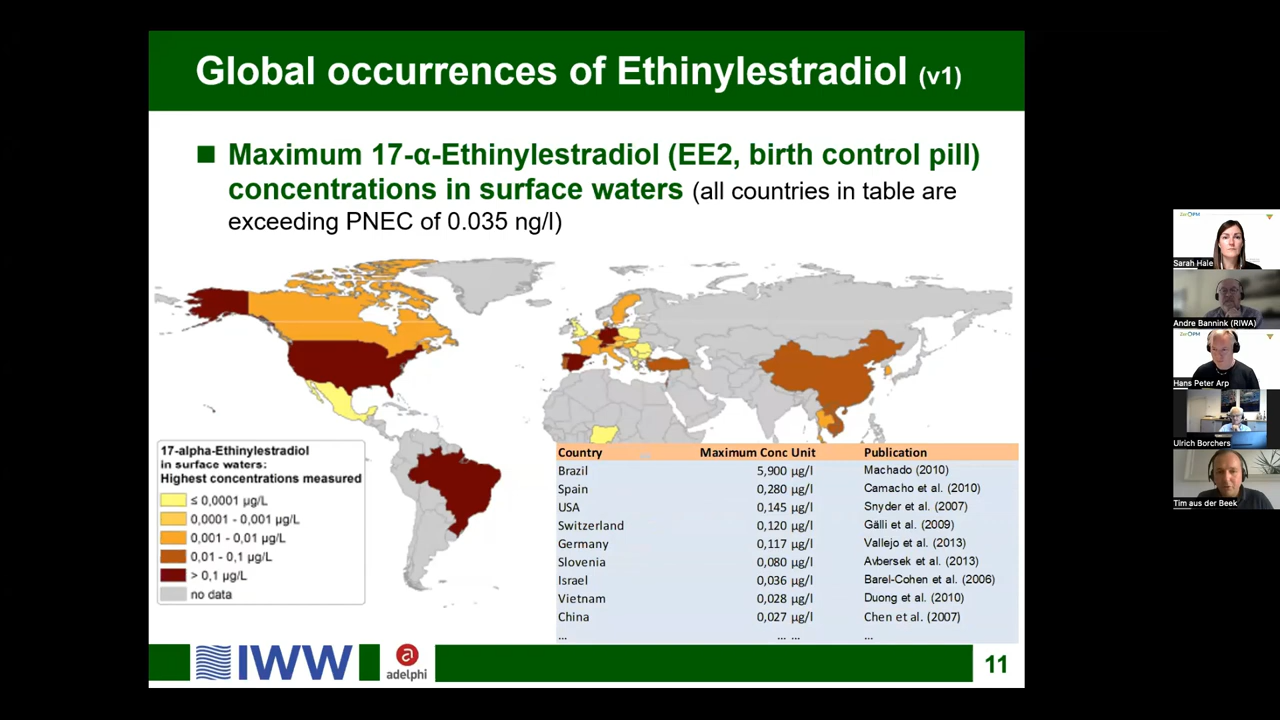 Global occurrences of Ethinylestradiol (v1)
Maximum 17-α-Ethinylestradiol (EE2, birth control pill)
concentrations in surface waters (all countries in table are
exceeding PNEC of 0.035 ng/l)
17-alpha-Ethinylestradiol
in surface waters:
Highest concentrations measured
≤ 0,0001 µg/L
0,0001 - 0,001 µg/L
0,001 - 0,01 µg/L
0,01 - 0,1 µg/L
> 0,1 µg/L
no data
Country Maximum Conc Unit Publication
Brazil 5,900 µg/l Machado (2010)
Spain 0,280 µg/l Camacho et al. (2010)
USA 0,145 µg/l Snyder et al. (2007)
Switzerland 0,120 µg/l Gälli et al. (2009)
Germany 0,117 µg/l Vallejo et al. (2013)
Slovenia 0,080 µg/l Avbersek et al. (2013)
Israel 0,036 µg/l Barel-Cohen et al. (2006)
Vietnam 0,028 µg/l Duong et al. (2010)
China 0,027 µg/l Chen et al. (2007)
... ... ... ...
IWW
adelphi
11
ZeroPM
Sarah Hale
Andre Bannink (RIWA)
ZeroPM
Hans Peter Arp
Ulrich Borchers
Tim aus der Beek